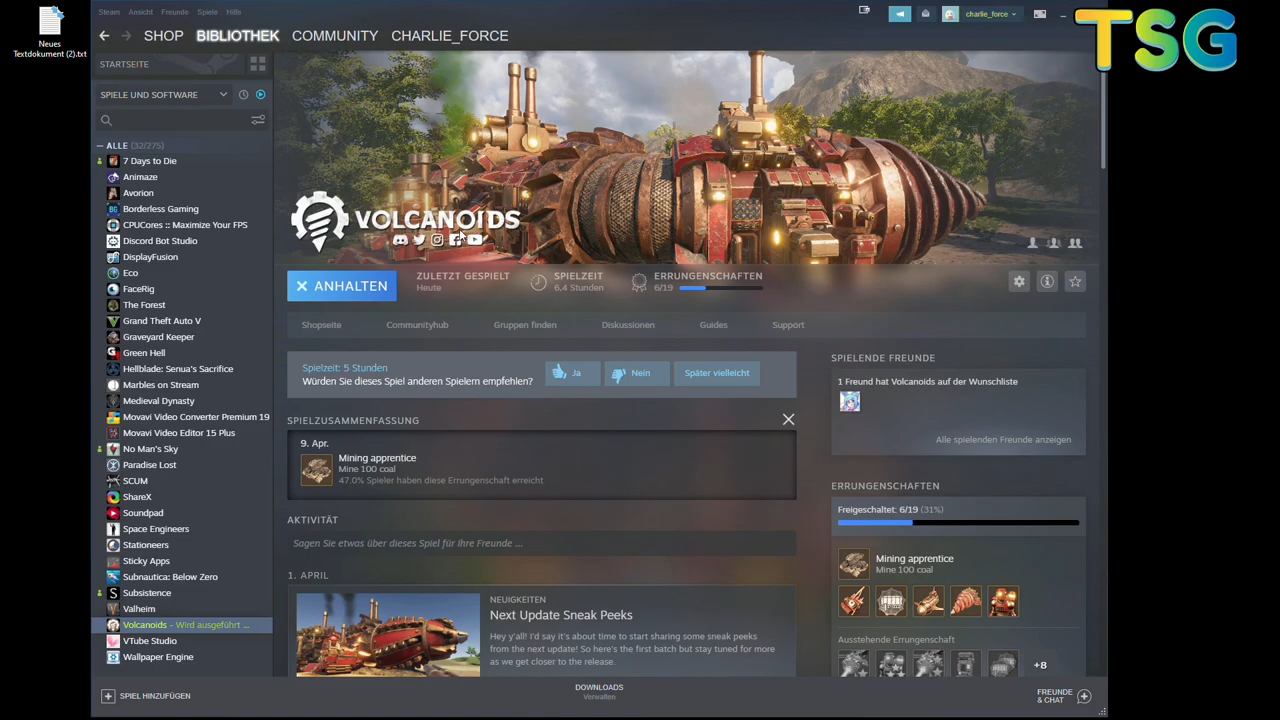 Neues
Textdokument (2).txt
TSG
Steam Ansicht Freunde Spiele Hilfe
charlie_force
SHOP BIBLIOTHEK COMMUNITY CHARLIE_FORCE
STARTSEITE
SPIELE UND SOFTWARE
— ALLE (32/275)
7 Days to Die
Animaze
Avorion
Borderless Gaming
CPUCores :: Maximize Your FPS
Discord Bot Studio
DisplayFusion
Eco
FaceRig
The Forest
Grand Theft Auto V
Graveyard Keeper
Green Hell
Hellblade: Senua's Sacrifice
Marbles on Stream
Medieval Dynasty
Movavi Video Converter Premium 19
Movavi Video Editor 15 Plus
No Man's Sky
Paradise Lost
SCUM
ShareX
Soundpad
Space Engineers
Stationeers
Sticky Apps
Subnautica: Below Zero
Subsistence
Valheim
Volcanoids – Wird ausgeführt ...
VTube Studio
Wallpaper Engine
SPIEL HINZUFÜGEN
VOLCANOIDS
ANHALTEN
ZULETZT GESPIELT
Heute
SPIELZEIT
6,4 Stunden
ERRUNGENSCHAFTEN
6/19
Shopseite Communityhub Gruppen finden Diskussionen Guides Support
Spielzeit: 5 Stunden
Würden Sie dieses Spiel anderen Spielern empfehlen?
Ja Nein Später vielleicht
SPIELZUSAMMENFASSUNG
9. Apr.
Mining apprentice
Mine 100 coal
47.0% Spieler haben diese Errungenschaft erreicht
AKTIVITÄT
Sagen Sie etwas über dieses Spiel für Ihre Freunde ...
1. APRIL
NEUIGKEITEN
Next Update Sneak Peeks
Hey y'all! I'd say it's about time to start sharing some sneak peeks
from the next update! So here's the first batch but stay tuned for more
as we get closer to the release.
SPIELENDE FREUNDE
1 Freund hat Volcanoids auf der Wunschliste
Alle spielenden Freunde anzeigen
ERRUNGENSCHAFTEN
Freigeschaltet: 6/19 (31%)
Mining apprentice
Mine 100 coal
Ausstehende Errungenschaft
+8
DOWNLOADS
Verwalten
FREUNDE
& CHAT